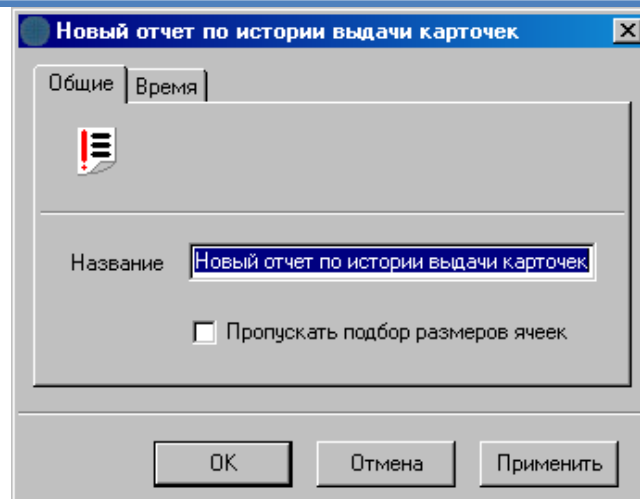 Новый отчет по истории выдачи карточек
Общие Время
Название Новый отчет по истории выдачи карточек
Пропускать подбор размеров ячеек
OK Отмена Применить